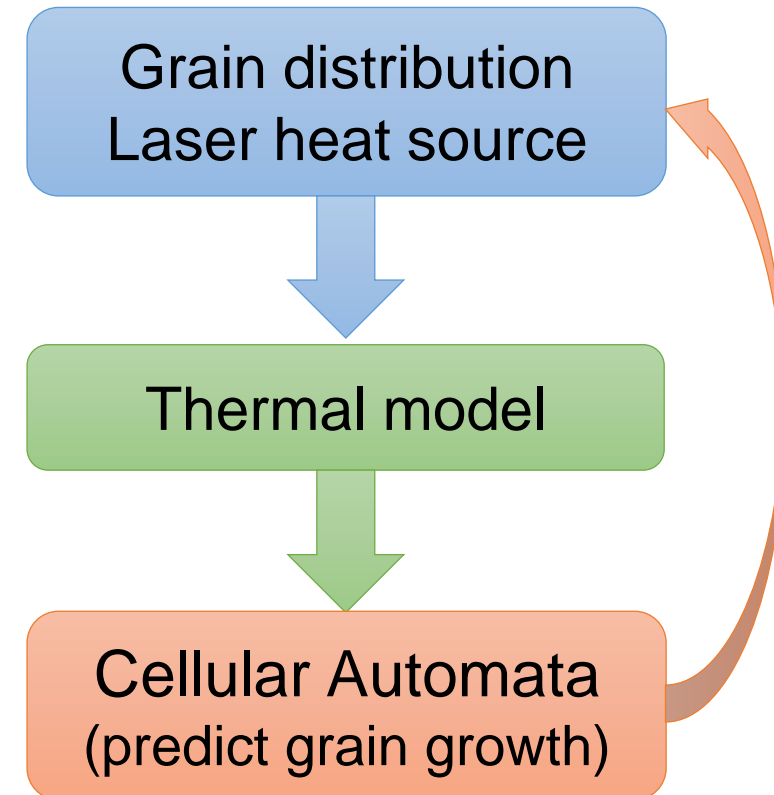 Grain distribution
Laser heat source
Thermal model
Cellular Automata
(predict grain growth)